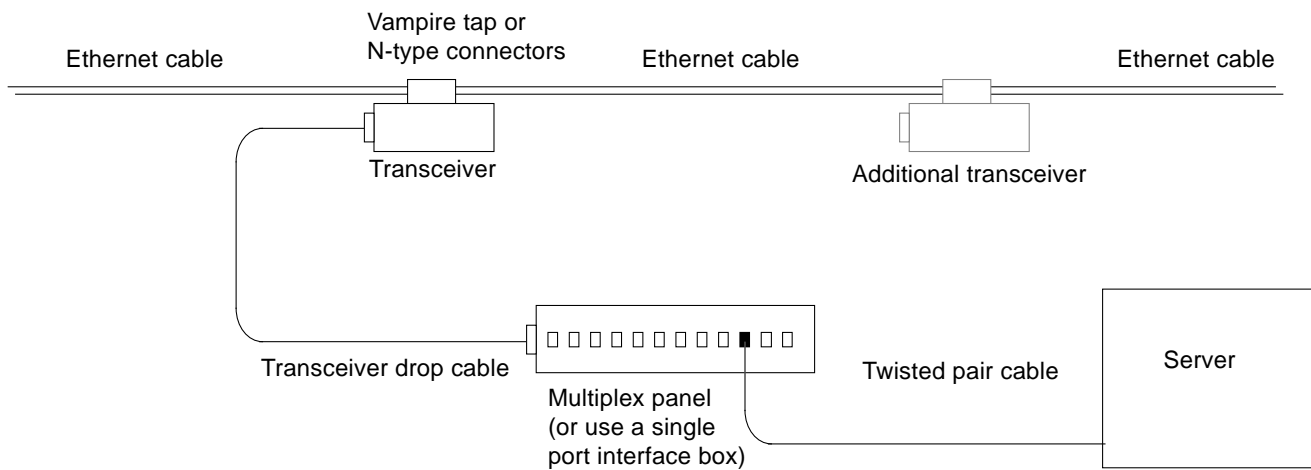 Vampire tap or
N-type connectors
Ethernet cable
Ethernet cable
Ethernet cable
Transceiver
Additional transceiver
Transceiver drop cable
Multiplex panel
(or use a single
port interface box)
Twisted pair cable
Server